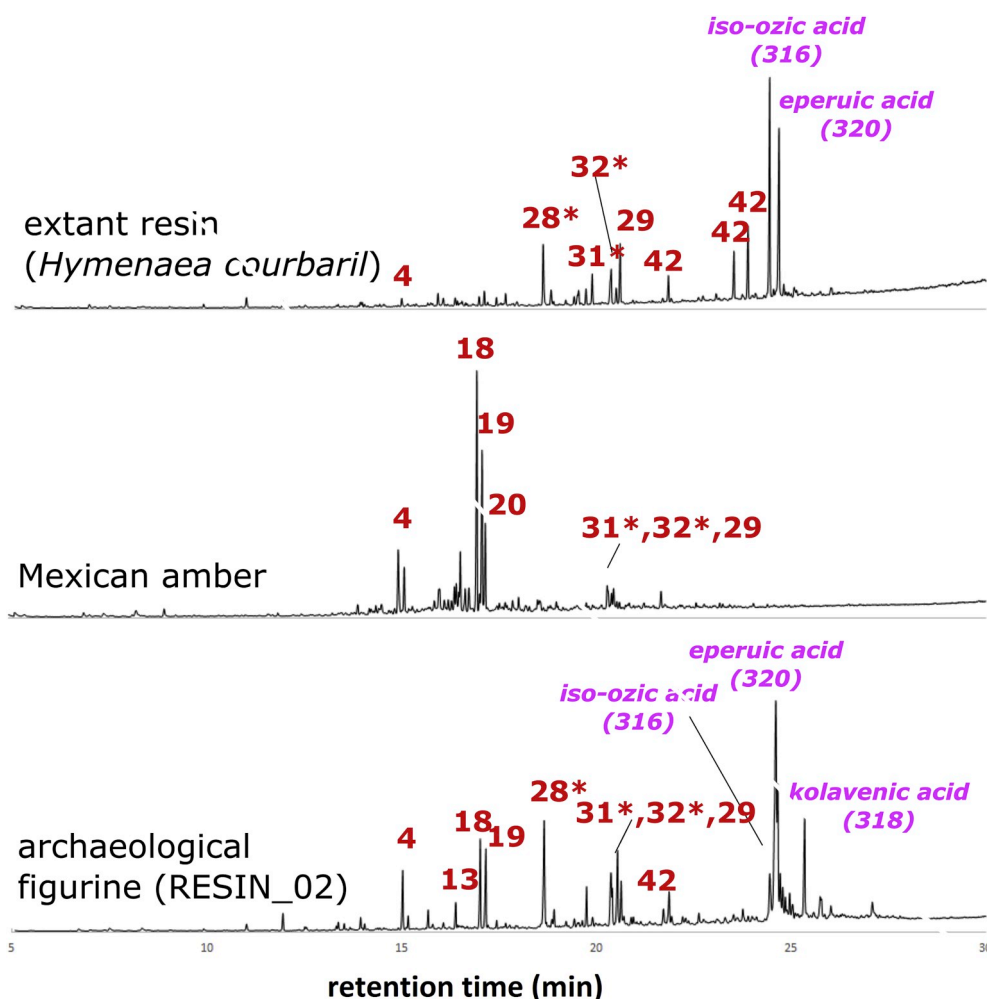 iso-ozic acid
(316)
eperuic acid
(320)
32*
28*
29
42
31*
42
42
extant resin
(Hymenaea courbaril)
4
18
19
20
4
31*,32*,29
Mexican amber
eperuic acid
(320)
iso-ozic acid
(316)
kolavenic acid
(318)
28*
31*,32*,29
18
4
19
archaeological
figurine (RESIN_02)
13
42
5 10 15 20 25 30
retention time (min)